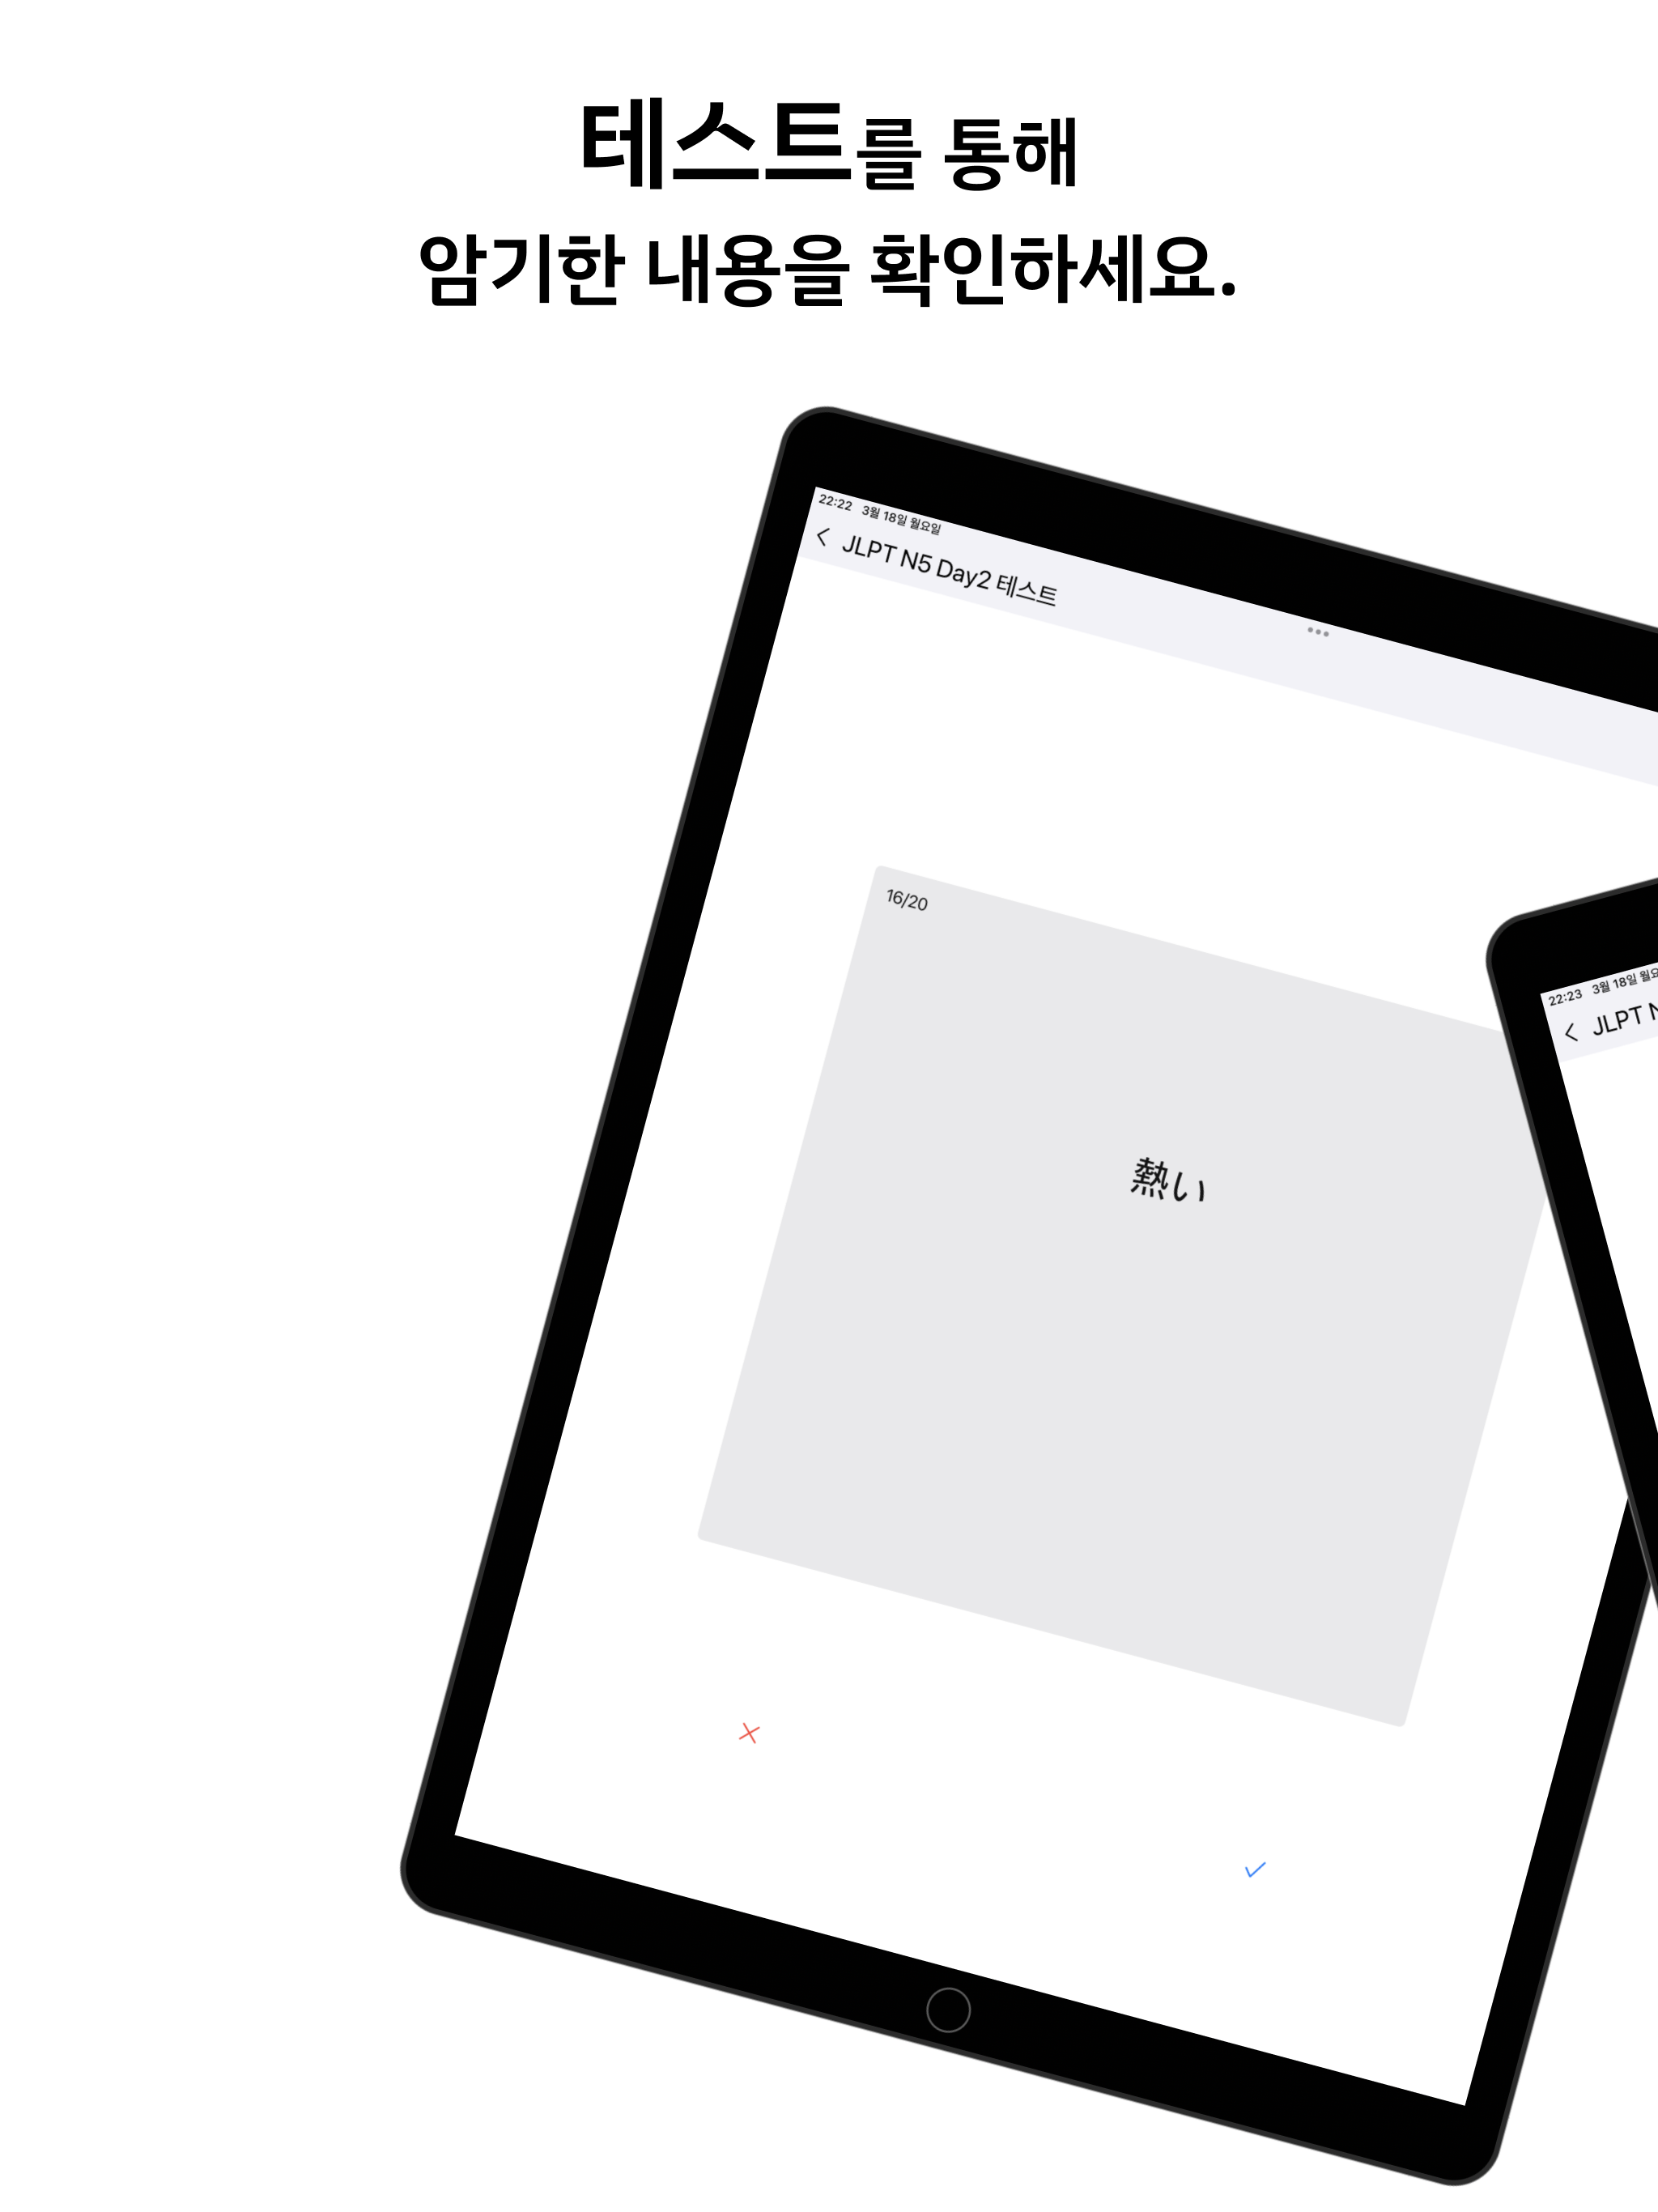 테스트를 통해
암기한 내용을 확인하세요.
22:22 3월 18일 월요일
JLPT N5 Day2 테스트
16/20
熱い
22:23 3월 18일
JLPT